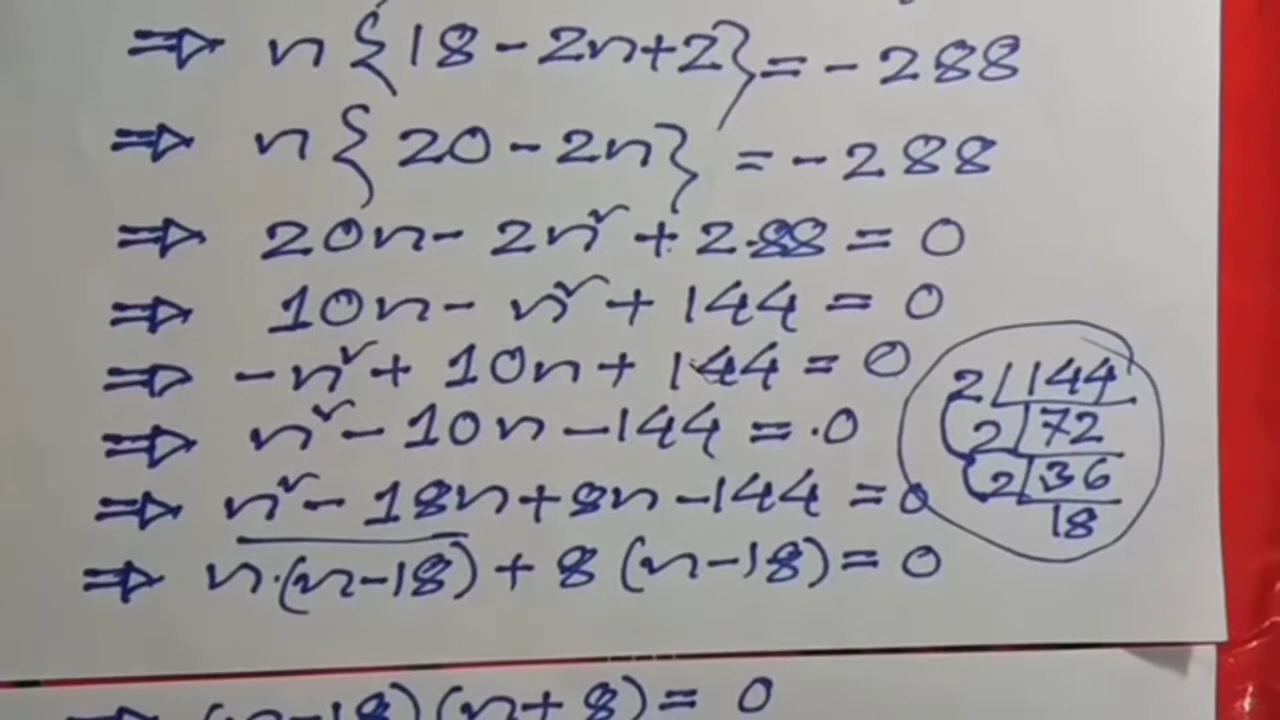 ⇒ n{18-2n+2}=-288
⇒ n{20-2n}=-288
⇒ 20n-2n²+288=0
⇒ 10n-n²+144=0
⇒ -n²+10n+144=0
⇒ n²-10n-144=0
⇒ n²-18n+8n-144=0
⇒ n(n-18)+8(n-18)=0
⇒ (n-18)(n+8)=0
2|144
2|72
2|36
18